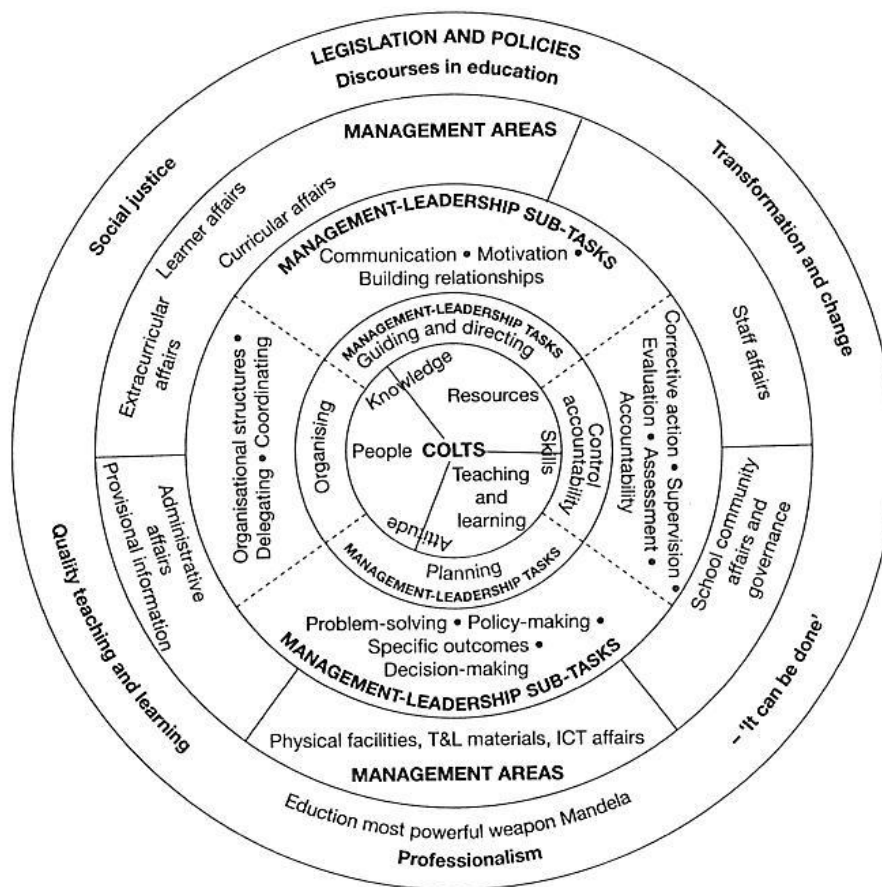 LEGISLATION AND POLICIES
Discourses in education
Social justice
Transformation and change
MANAGEMENT AREAS
Learner affairs
Curricular affairs
Extracurricular
affairs
Staff affairs
MANAGEMENT-LEADERSHIP SUB-TASKS
Communication • Motivation •
Building relationships
MANAGEMENT-LEADERSHIP TASKS
Guiding and directing
Organisational structures •
Delegating • Coordinating
Organising
Knowledge
Resources
People
COLTS
Skills
Teaching
and
learning
Attitude
Control
accountability
Corrective action • Supervision •
Evaluation • Assessment •
Accountability
Planning
MANAGEMENT-LEADERSHIP TASKS
Problem-solving • Policy-making •
Specific outcomes •
Decision-making
MANAGEMENT-LEADERSHIP SUB-TASKS
Administrative
affairs
Provisional information
School community
affairs and
governance
Physical facilities, T&L materials, ICT affairs
MANAGEMENT AREAS
Quality teaching and learning
– 'It can be done'
Eduction most powerful weapon Mandela
Professionalism